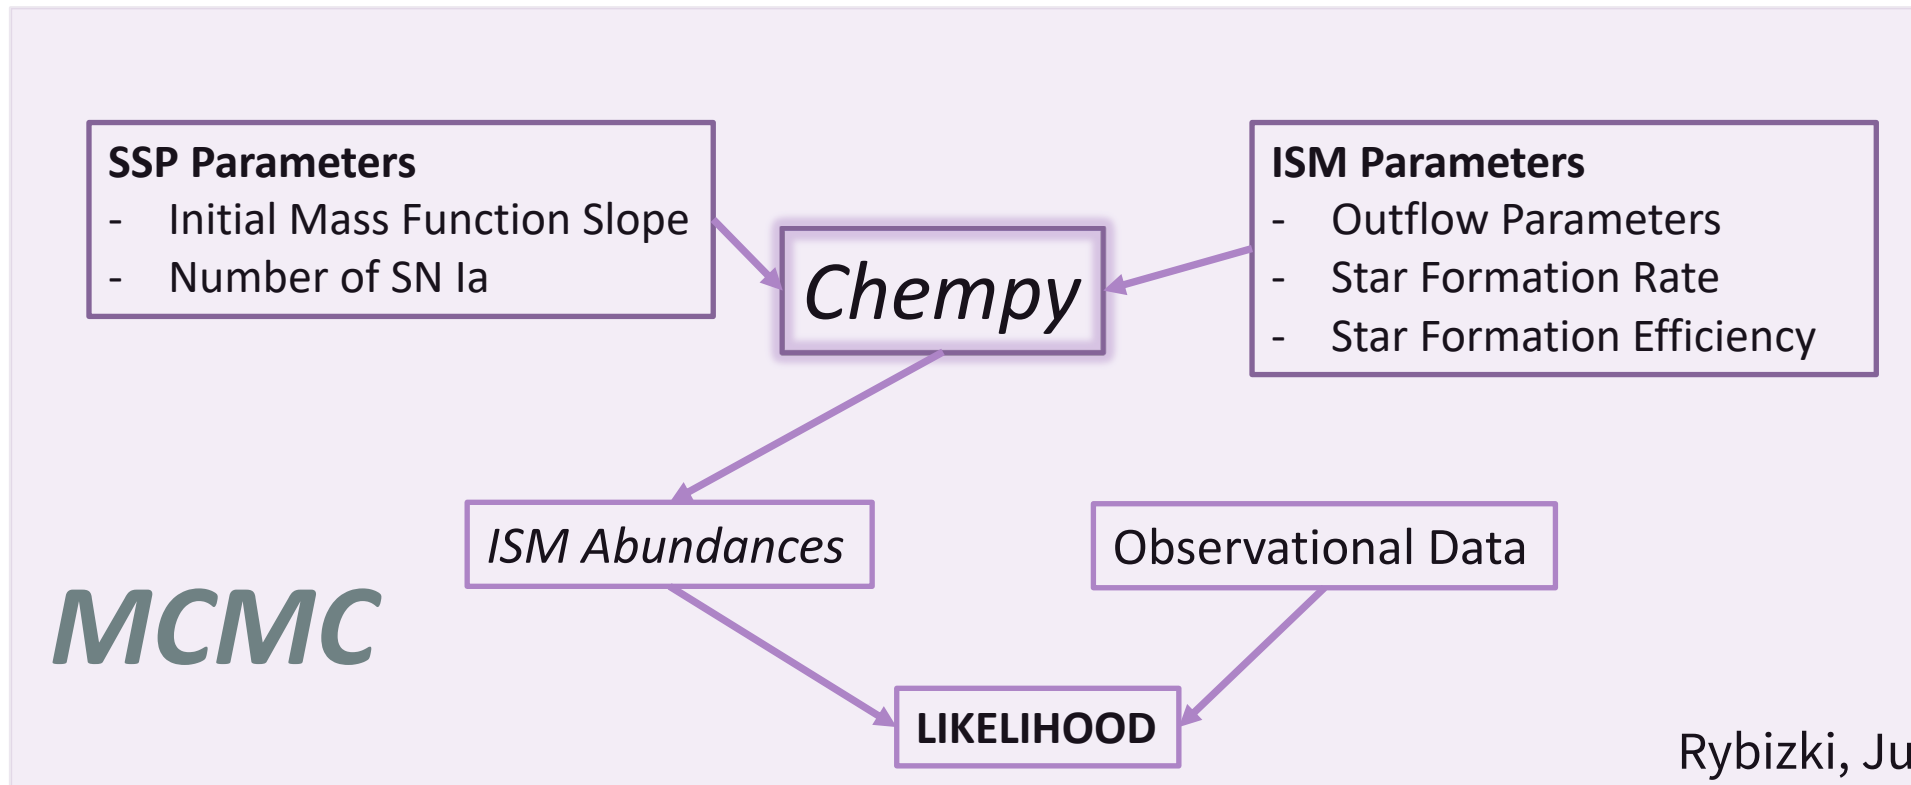 SSP Parameters
- Initial Mass Function Slope
- Number of SN Ia
Chempy
ISM Parameters
- Outflow Parameters
- Star Formation Rate
- Star Formation Efficiency
ISM Abundances
Observational Data
MCMC
LIKELIHOOD
Rybizki,